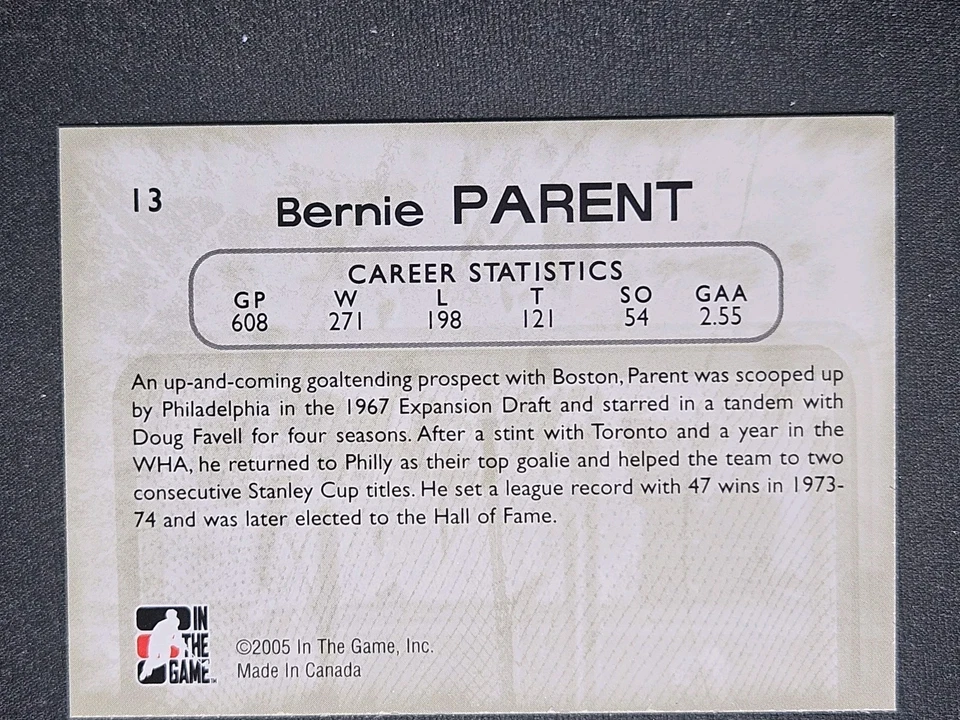 13
Bernie PARENT
CAREER STATISTICS
GP W L T SO GAA
608 271 198 121 54 2.55
An up-and-coming goaltending prospect with Boston, Parent was scooped up
by Philadelphia in the 1967 Expansion Draft and starred in a tandem with
Doug Favell for four seasons. After a stint with Toronto and a year in the
WHA, he returned to Philly as their top goalie and helped the team to two
consecutive Stanley Cup titles. He set a league record with 47 wins in 1973-
74 and was later elected to the Hall of Fame.
IN
THE
GAME™
©2005 In The Game, Inc.
Made In Canada